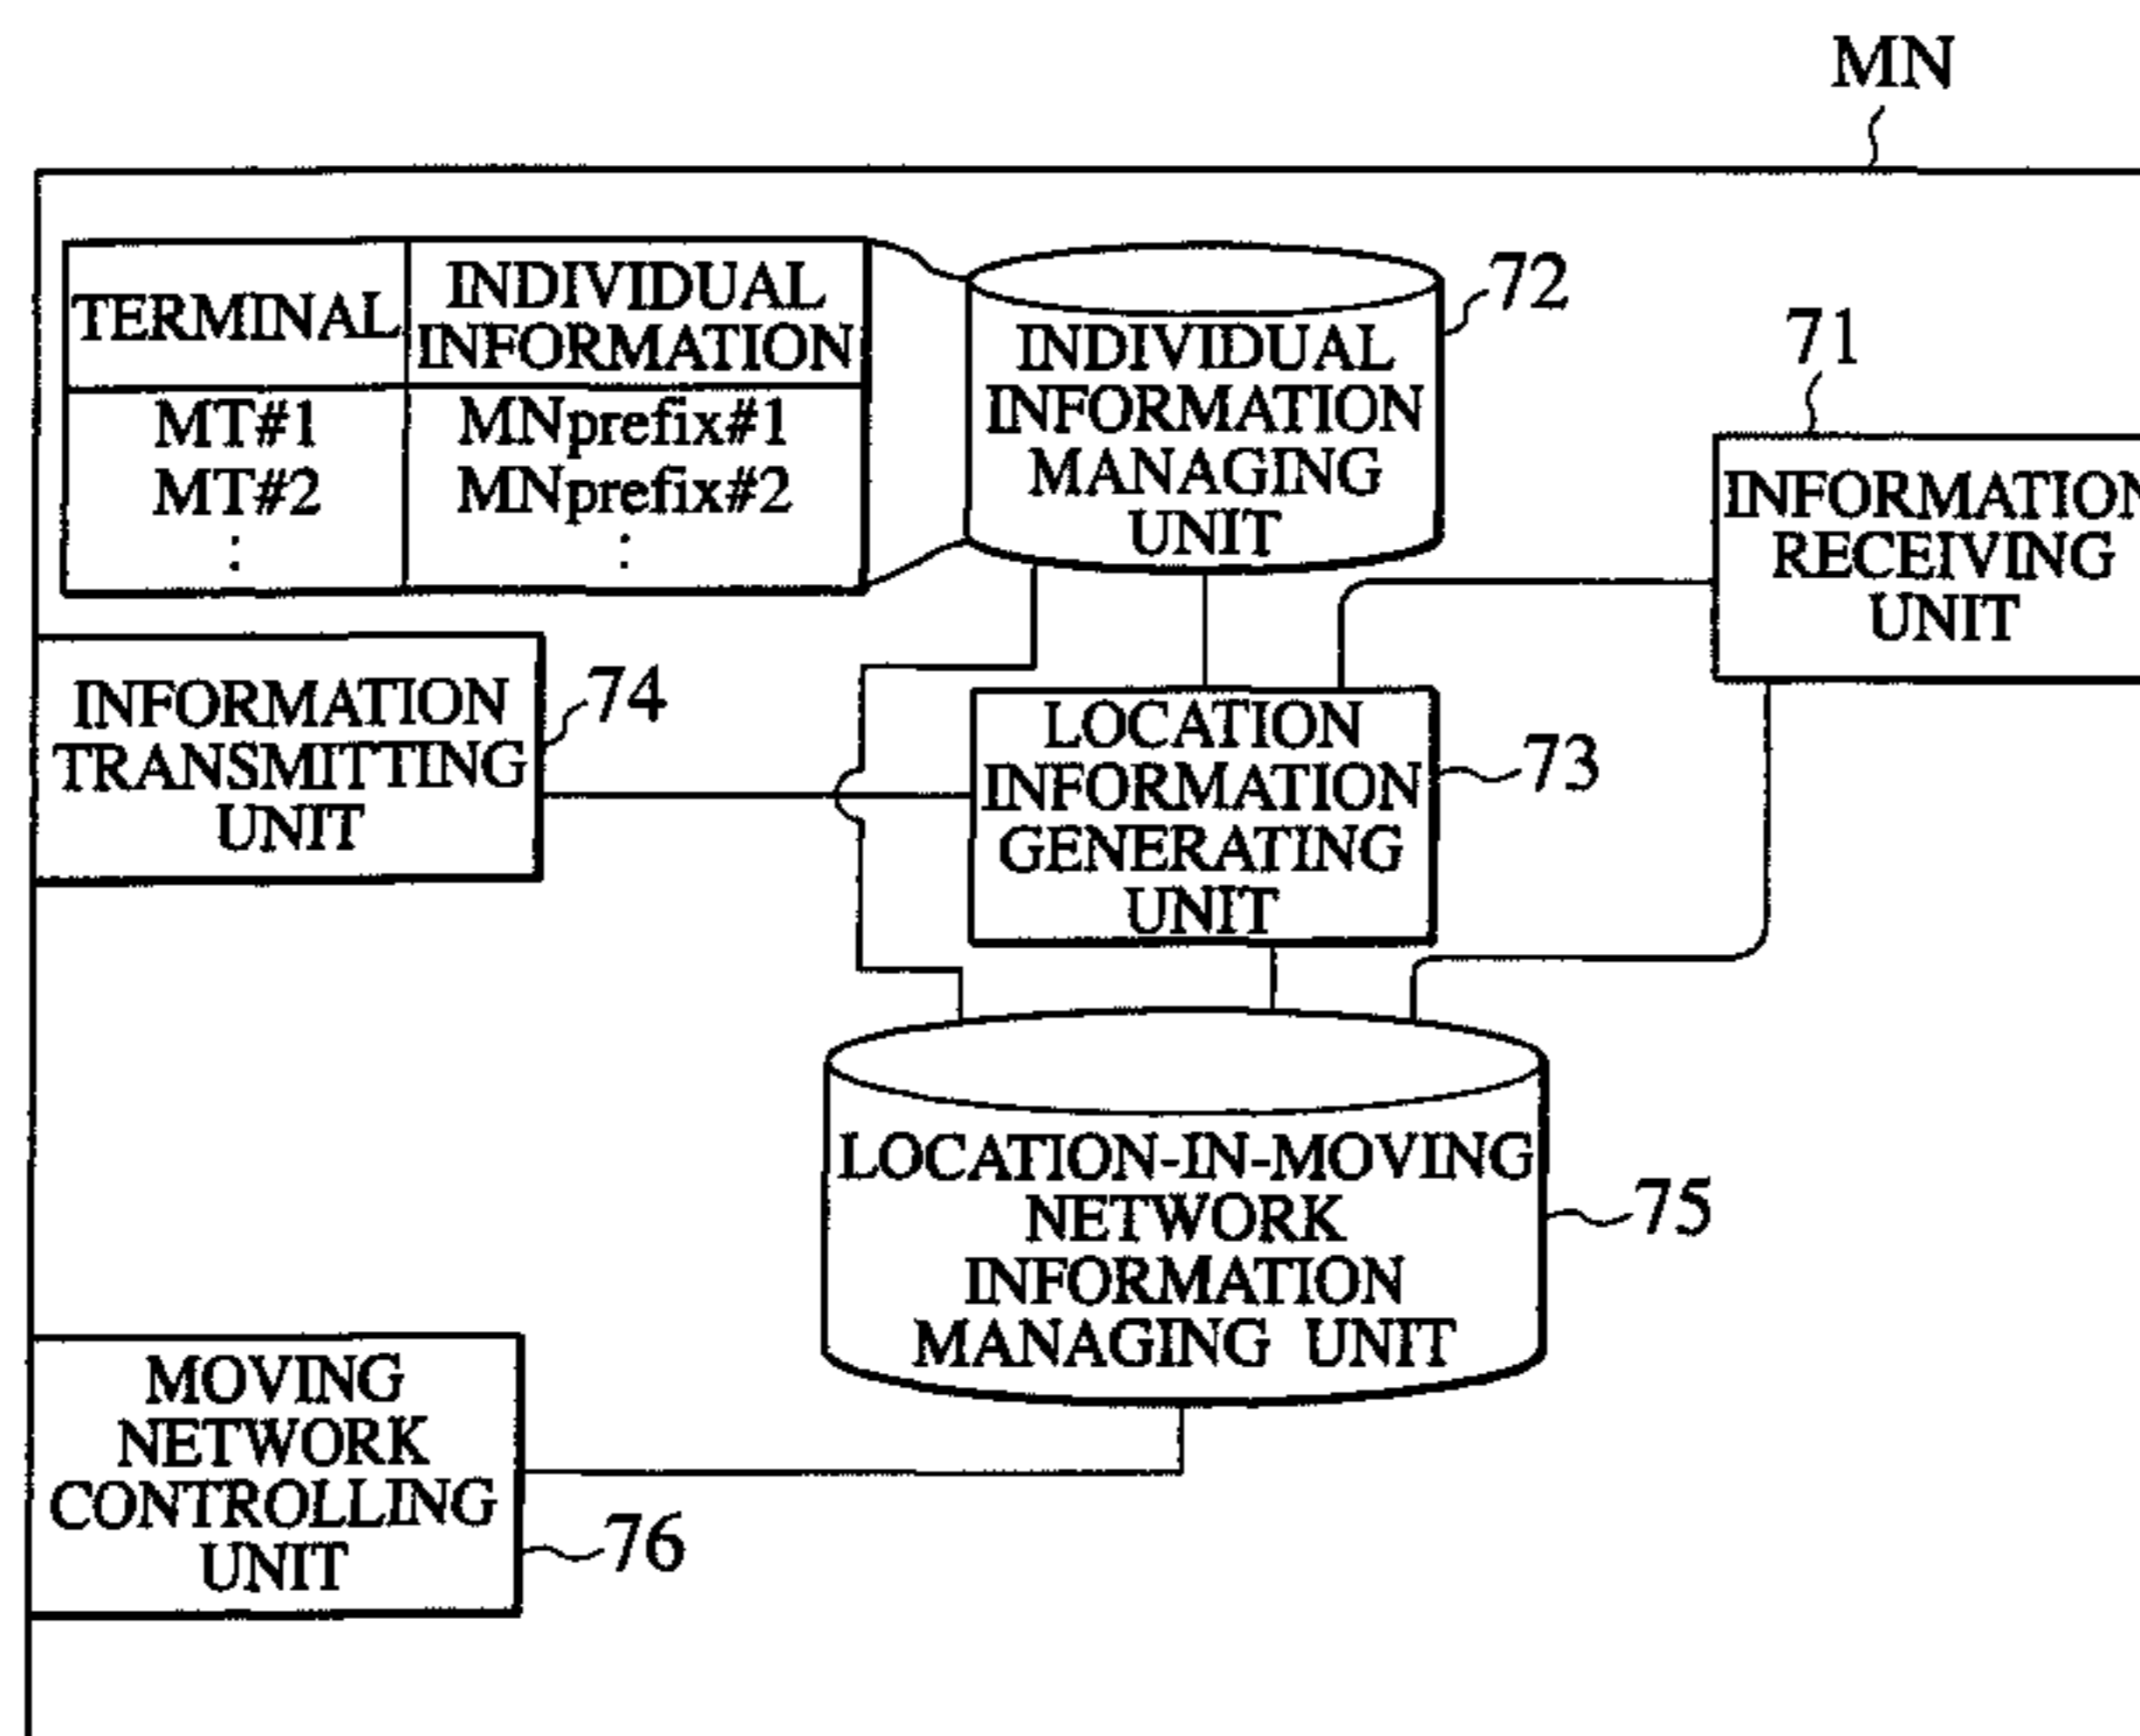 MN
TERMINAL
INDIVIDUAL
INFORMATION
MT#1
MNprefix#1
MT#2
MNprefix#2
:
:
INDIVIDUAL
INFORMATION
MANAGING
UNIT
72
71
INFORMATION
RECEIVING
UNIT
INFORMATION
TRANSMITTING
UNIT
74
LOCATION
INFORMATION
GENERATING
UNIT
73
LOCATION-IN-MOVING
NETWORK
INFORMATION
MANAGING UNIT
75
MOVING
NETWORK
CONTROLLING
UNIT
76